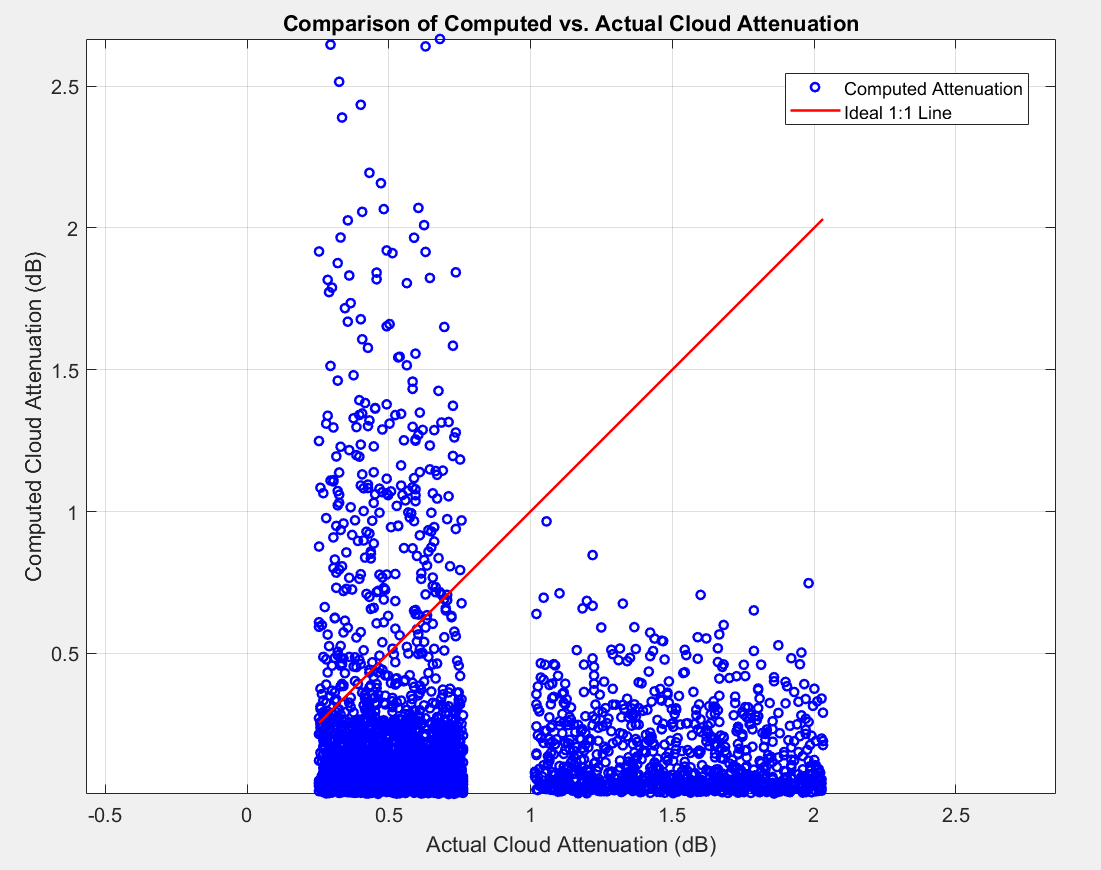 Comparison of Computed vs. Actual Cloud Attenuation
Computed Attenuation
Ideal 1:1 Line
Computed Cloud Attenuation (dB)
2.5
2
1.5
1
0.5
-0.5 0 0.5 1 1.5 2 2.5
Actual Cloud Attenuation (dB)